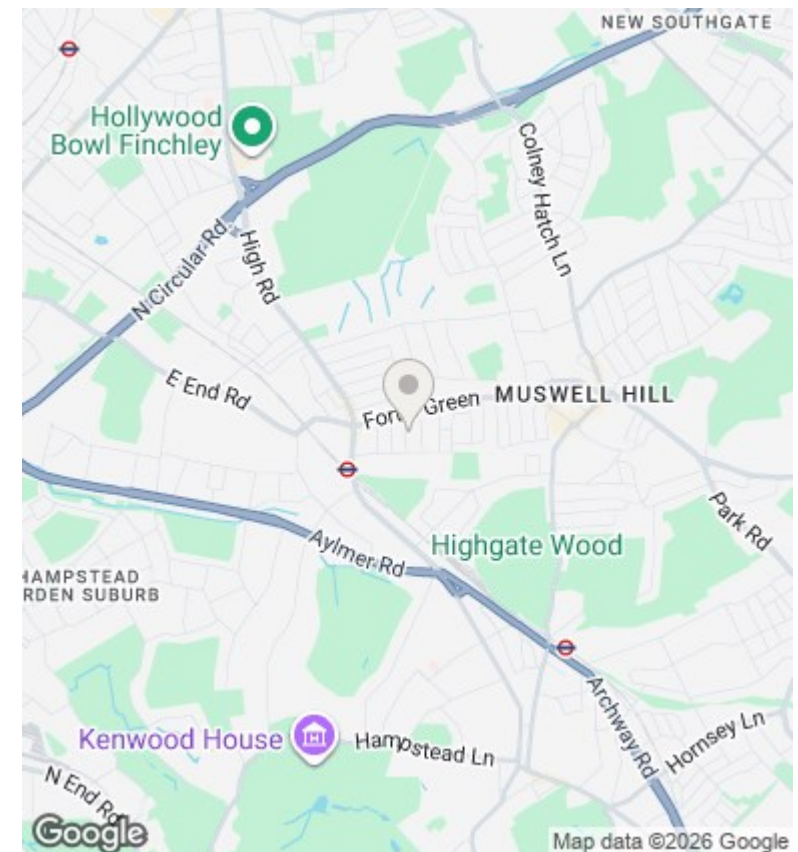 NEW SOUTHGATE
Hollywood
Bowl Finchley
Colney Hatch Ln
N Circular Rd
High Rd
E End Rd
Green
MUSWELL HILL
Aylmer Rd
Highgate Wood
Park Rd
HAMPSTEAD
RDEN SUBURB
Archway Rd
Kenwood House
Hampstead Ln
Hornsey Ln
N End Rd
Google
Map data ©2026 Google